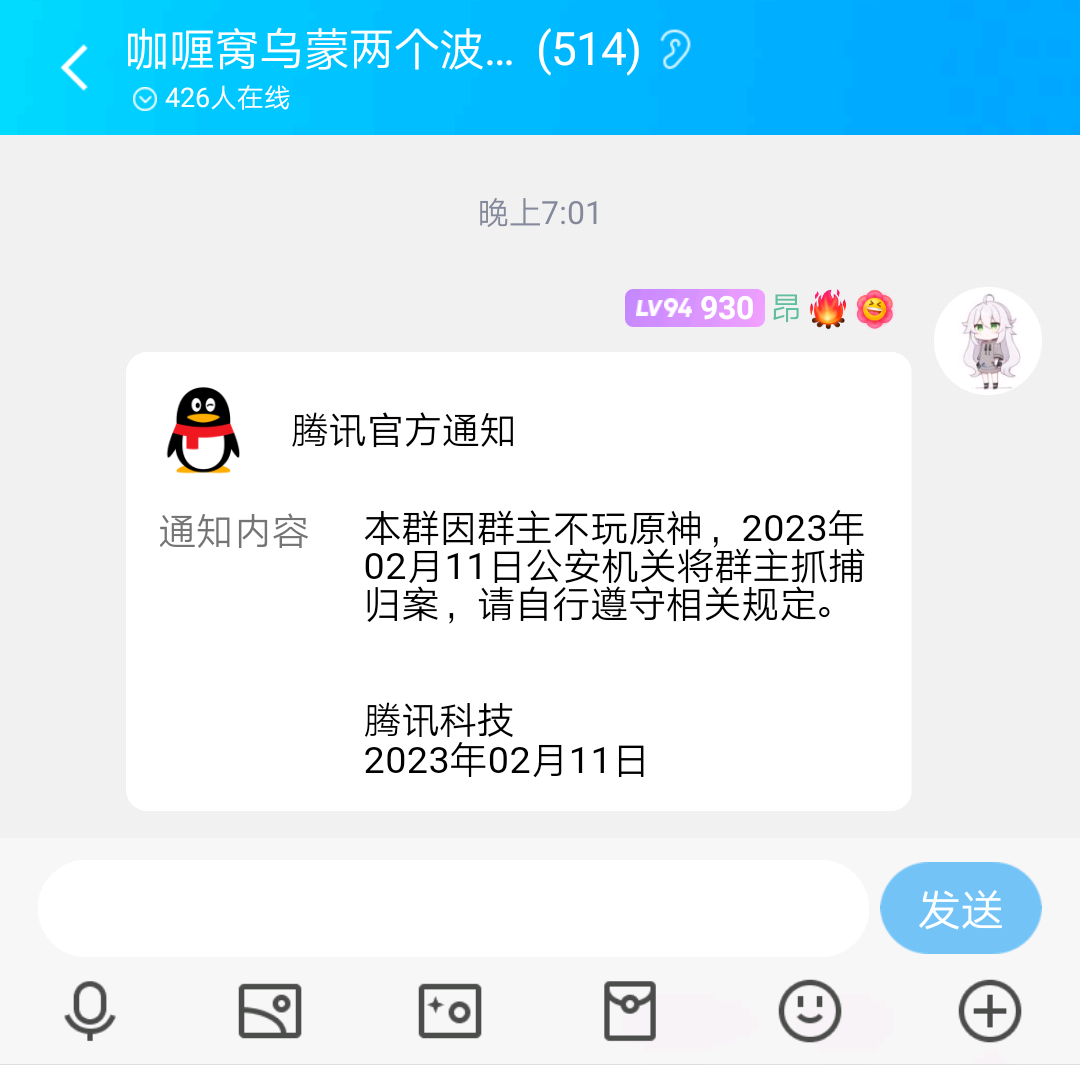 咖喱窝乌蒙两个波... (514)
426人在线
晚上7:01
LV94 930 昂
腾讯官方通知
通知内容
本群因群主不玩原神，2023年
02月11日公安机关将群主抓捕
归案，请自行遵守相关规定。
腾讯科技
2023年02月11日
发送